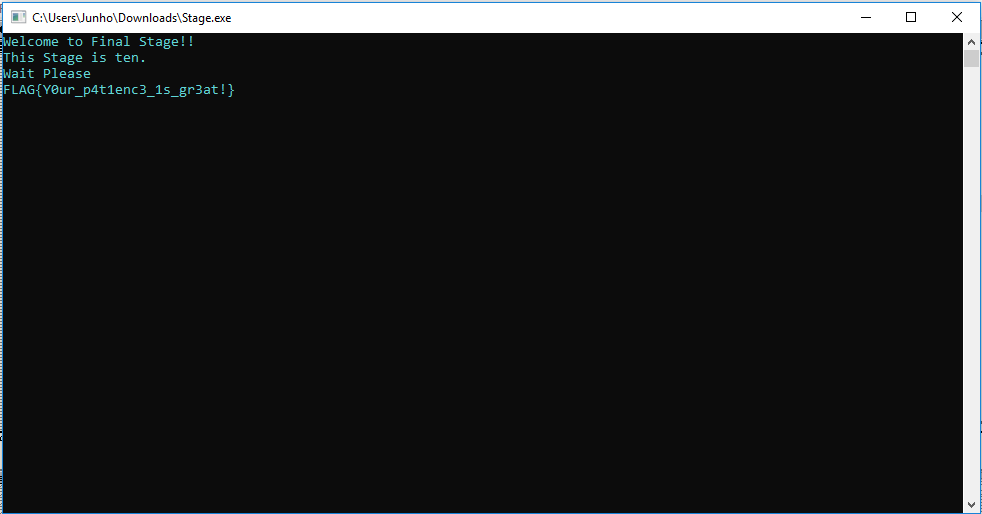 C:\Users\Junho\Downloads\Stage.exe
Welcome to Final Stage!!
This Stage is ten.
Wait Please
FLAG{Y0ur_p4t1enc3_1s_gr3at!}